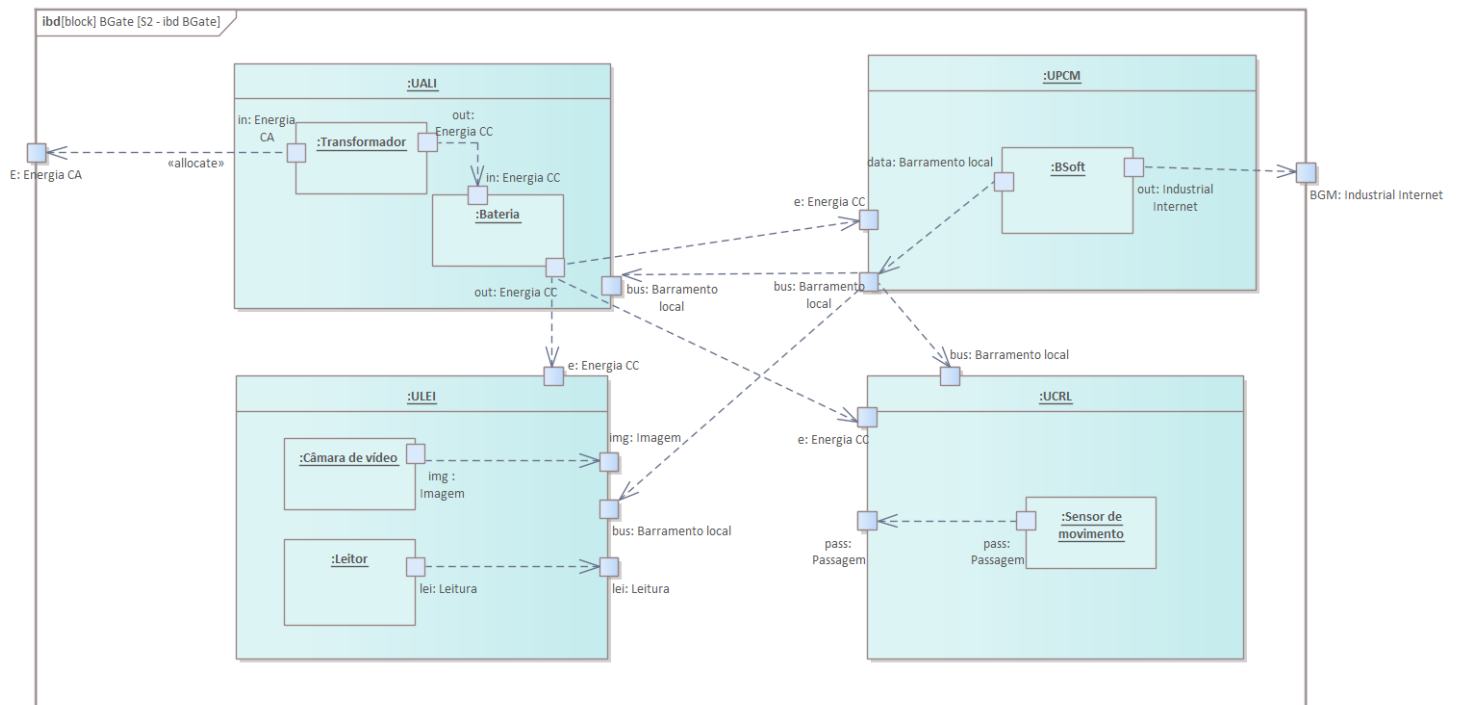 ibd[block] BGate [S2 - ibd BGate]
:UALI
in: Energia
CA
:Transformador
out:
Energia CC
«allocate»
E: Energia CA
in: Energia CC
:Bateria
out: Energia CC
bus: Barramento
local
:UPCM
data: Barramento local
:BSoft
out: Industrial
Internet
BGM: Industrial Internet
e: Energia CC
bus: Barramento
local
:ULEI
e: Energia CC
:Câmara de vídeo
img :
Imagem
img: Imagem
bus: Barramento local
:Leitor
lei: Leitura
lei: Leitura
:UCRL
bus: Barramento local
e: Energia CC
pass:
Passagem
pass:
Passagem
:Sensor de
movimento